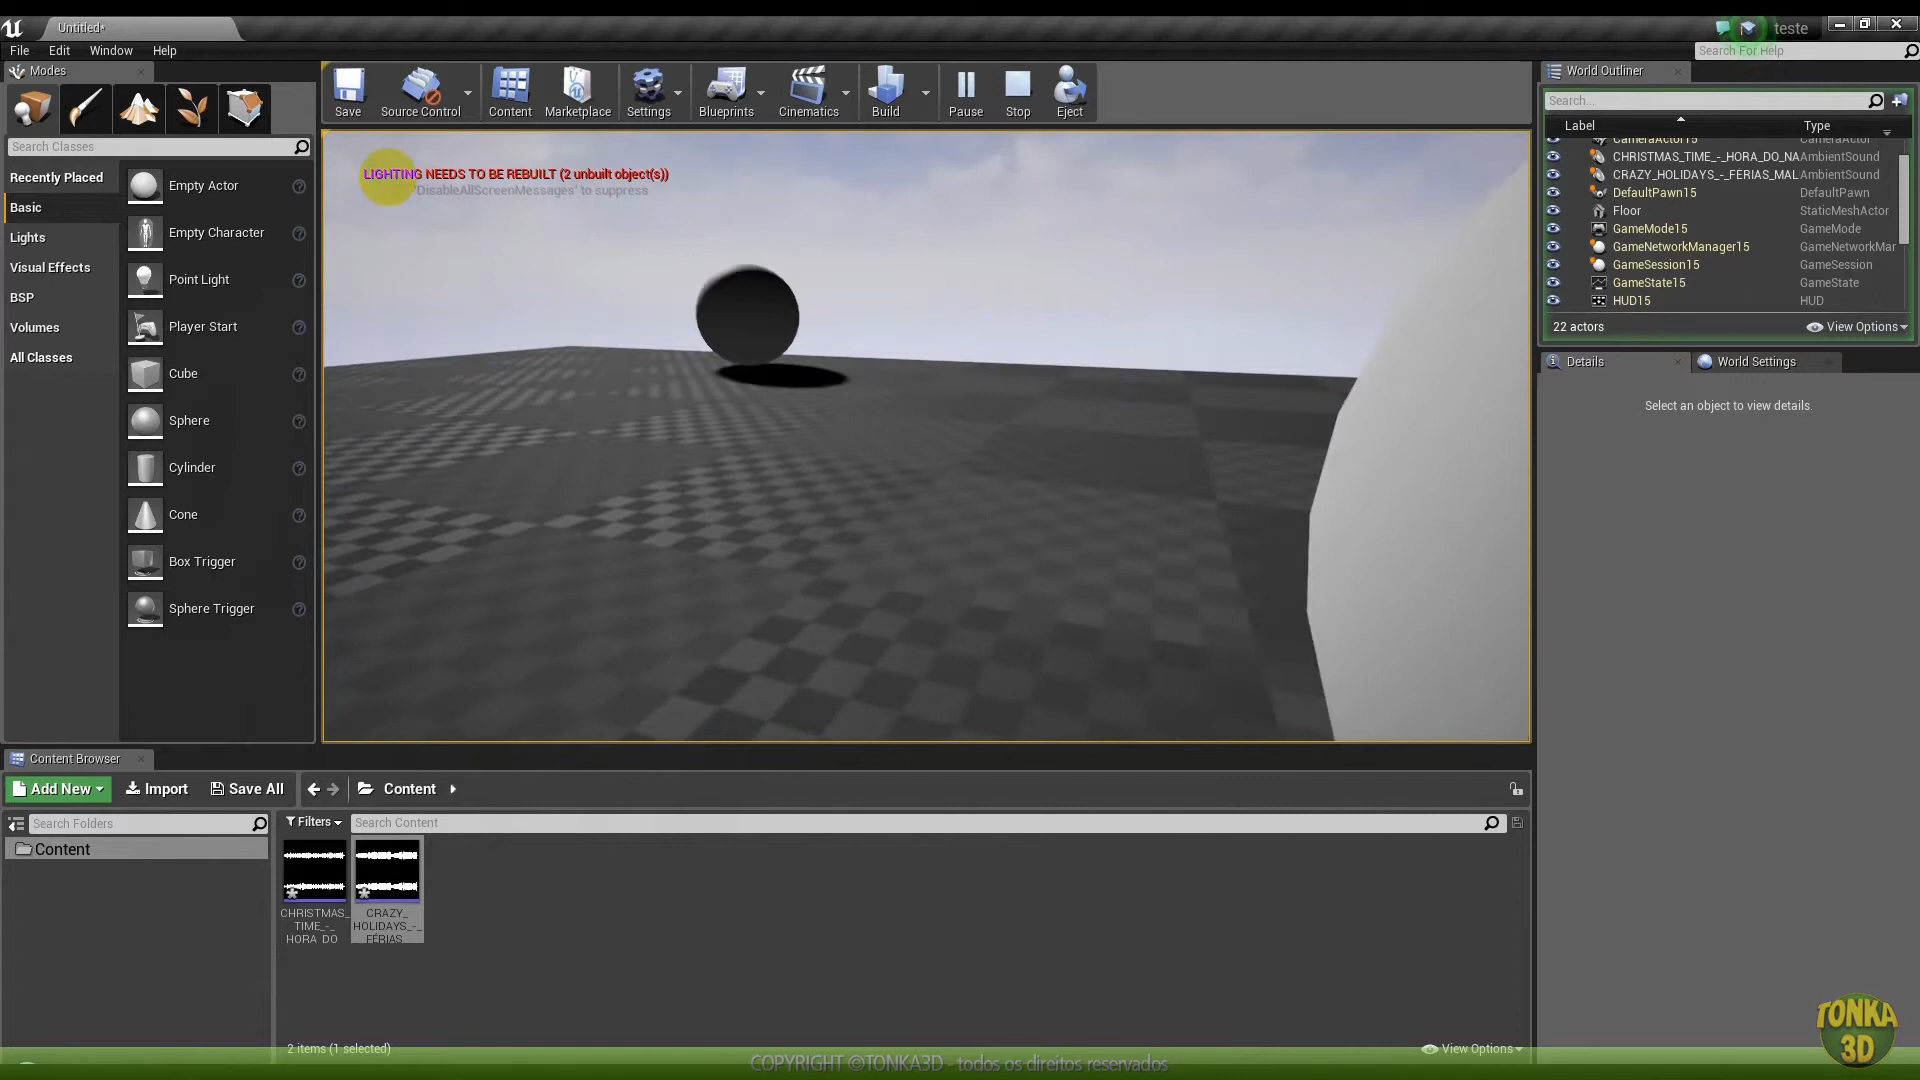 Untitled*
teste
File Edit Window Help
Search For Help
Modes
Save
Source Control
Content
Marketplace
Settings
Blueprints
Cinematics
Build
Pause
Stop
Eject
World Outliner
Search...
Label Type
CameraActor15 CameraActor
CHRISTMAS_TIME_-_HORA_DO_NA AmbientSound
CRAZY_HOLIDAYS_-_FÉRIAS_MAL AmbientSound
DefaultPawn15 DefaultPawn
Floor StaticMeshActor
GameMode15 GameMode
GameNetworkManager15 GameNetworkMar
GameSession15 GameSession
GameState15 GameState
HUD15 HUD
22 actors
View Options
Details
World Settings
Select an object to view details.
Search Classes
Recently Placed
Basic
Lights
Visual Effects
BSP
Volumes
All Classes
Empty Actor
Empty Character
Point Light
Player Start
Cube
Sphere
Cylinder
Cone
Box Trigger
Sphere Trigger
LIGHTING NEEDS TO BE REBUILT (2 unbuilt object(s))
'DisableAllScreenMessages' to suppress
Content Browser
Add New
Import
Save All
Content
Search Folders
Filters
Search Content
Content
CHRISTMAS_
TIME_-_
HORA_DO
CRAZY_
HOLIDAYS_-_
FÉRIAS
2 items (1 selected)
View Options
TONKA
3D
COPYRIGHT ©TONKA3D - todos os direitos reservados